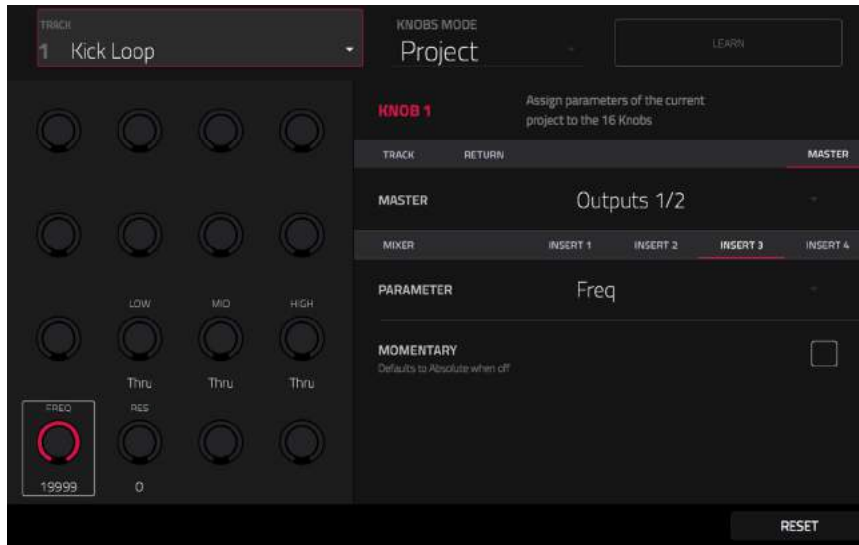 TRACK
1 Kick Loop
KNOBS MODE
Project
LEARN
KNOB 1
Assign parameters of the current
project to the 16 Knobs
TRACK RETURN MASTER
MASTER Outputs 1/2
MIXER INSERT 1 INSERT 2 INSERT 3 INSERT 4
PARAMETER Freq
MOMENTARY
Defaults to Absolute when off
LOW MID HIGH
Thru Thru Thru
FREQ RES
19999 0
RESET